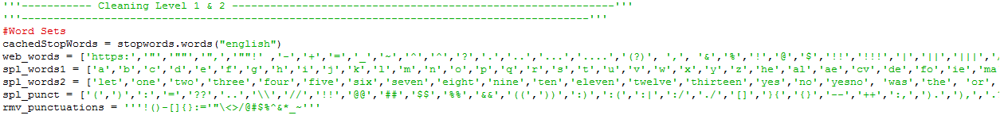 '''----------- Cleaning Level 1 & 2 ------------------------------------------------------------'''
'''-----------------------------------------------------------------------------------------'''
#Word Sets
cachedStopWords = stopwords.words("english")
web_words = ['https:','"','""',",",'""!' ,'-','+','=','_','~','^','^','?','.','..','...','....','(?)', ',', '&','%','!','@','$','!!','!!!','|','||','|||',
spl_words1 = ['a','b','c','d','e','f','g','h','i','j','k','l','m','n','o','p','q','r','s','t','u','v','w','x','y','z','he','al','ae','cv','de','fo','ie','ma
spl_words2 = ['let','one','two','three','four','five','six','seven','eight','nine','ten','eleven','twelve','thirteen','yes','no','yesno', 'was','the', 'or',
spl_punct = ['(',')',':','=','??','..','\\','//','!!','@@','##','$$','%%','&&','((','))',':)',':(',':|',':/','./','[]','}{','{}','--','++',':,',').','),','.
rmv_punctuations = '''!()-[]{}:='"\<>/@#$%^&*_~'''